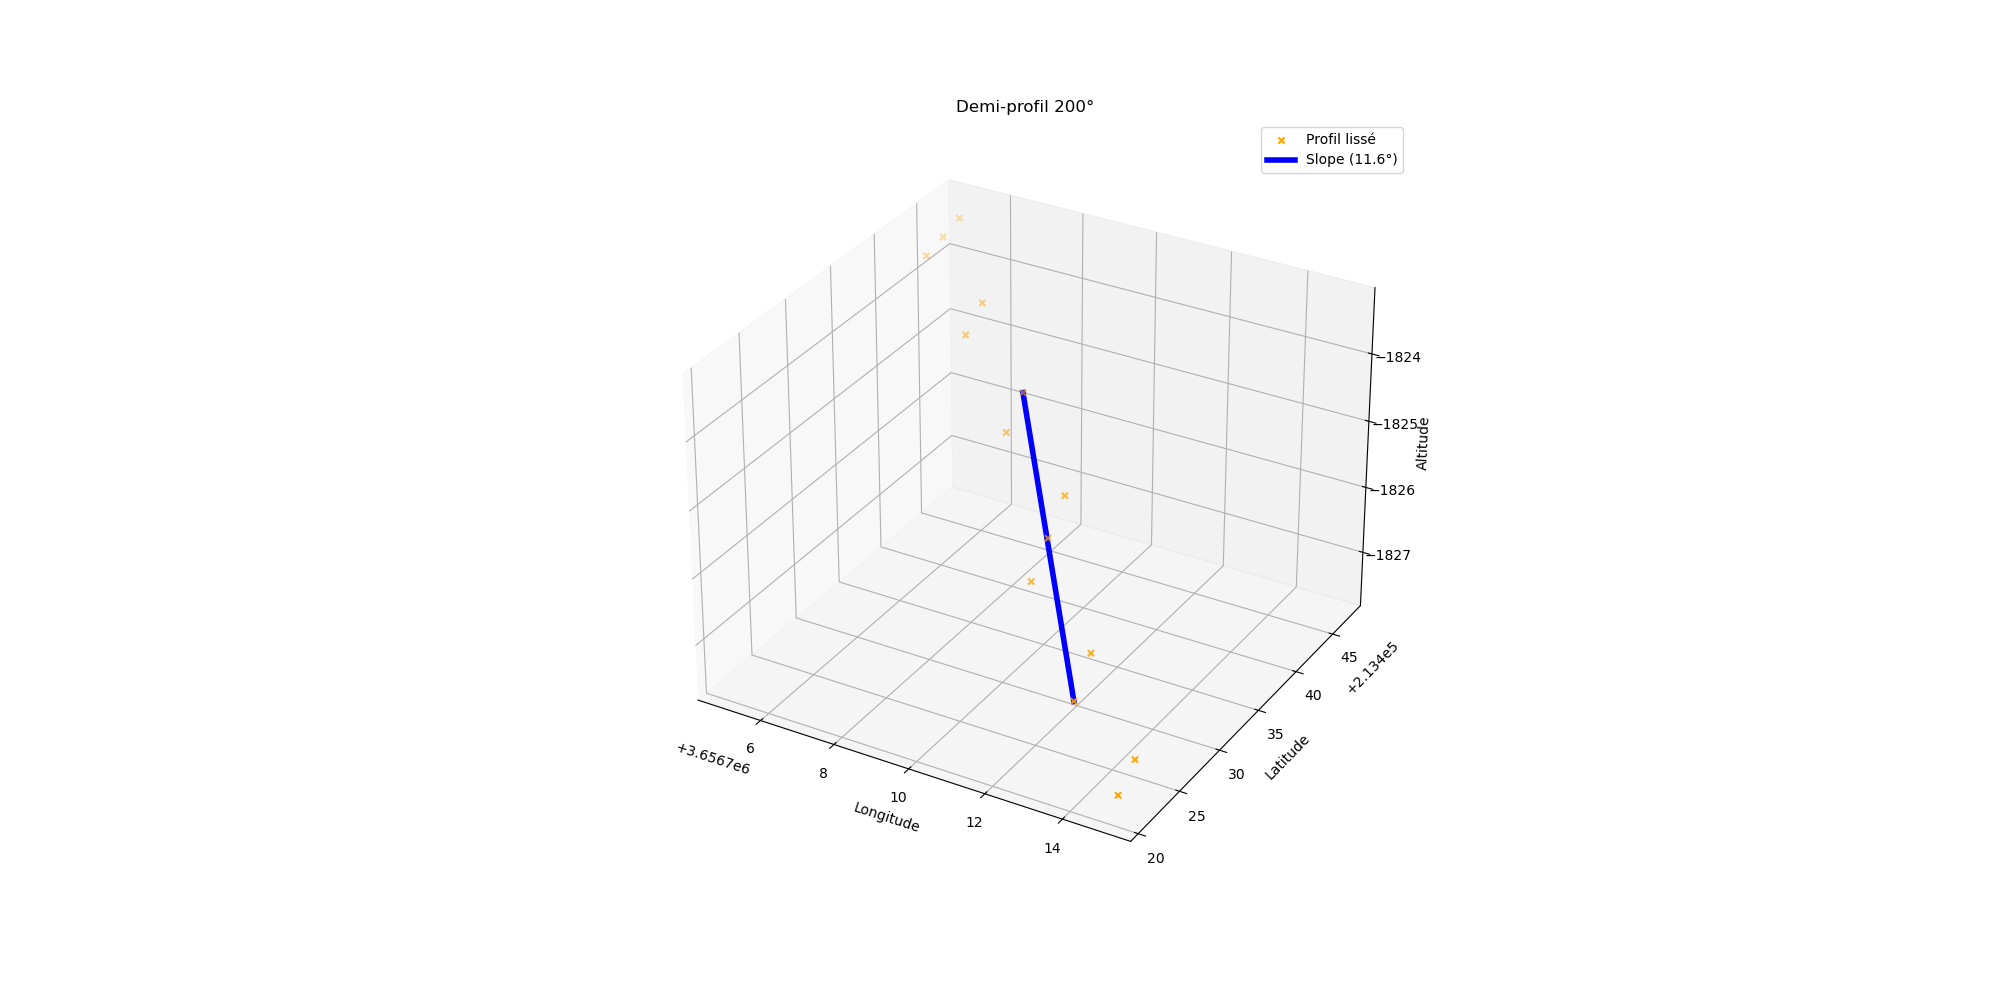 Demi-profil 200°
Profil lissé
Slope (11.6°)
−1824
−1825
−1826
−1827
Altitude
45
40
35
30
25
20
+2.134e5
Latitude
6
8
10
12
14
+3.6567e6
Longitude